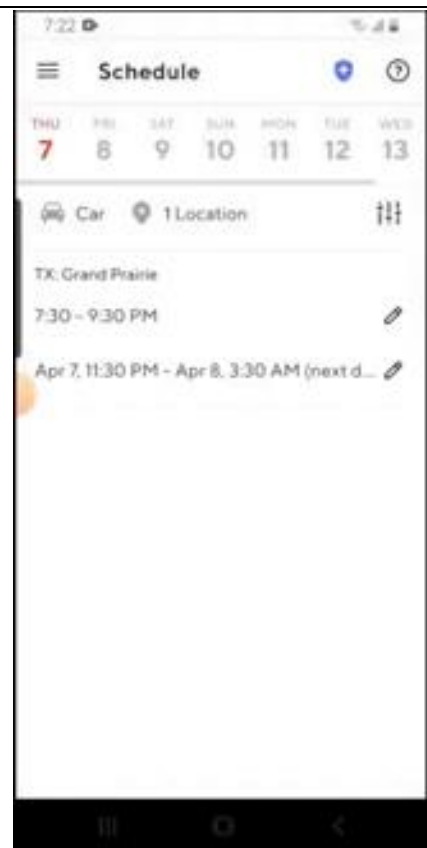 7:22
Schedule
THU FRI SAT SUN MON TUE WED
7 8 9 10 11 12 13
Car 1 Location
TX: Grand Prairie
7:30 – 9:30 PM
Apr 7, 11:30 PM – Apr 8, 3:30 AM (next d...